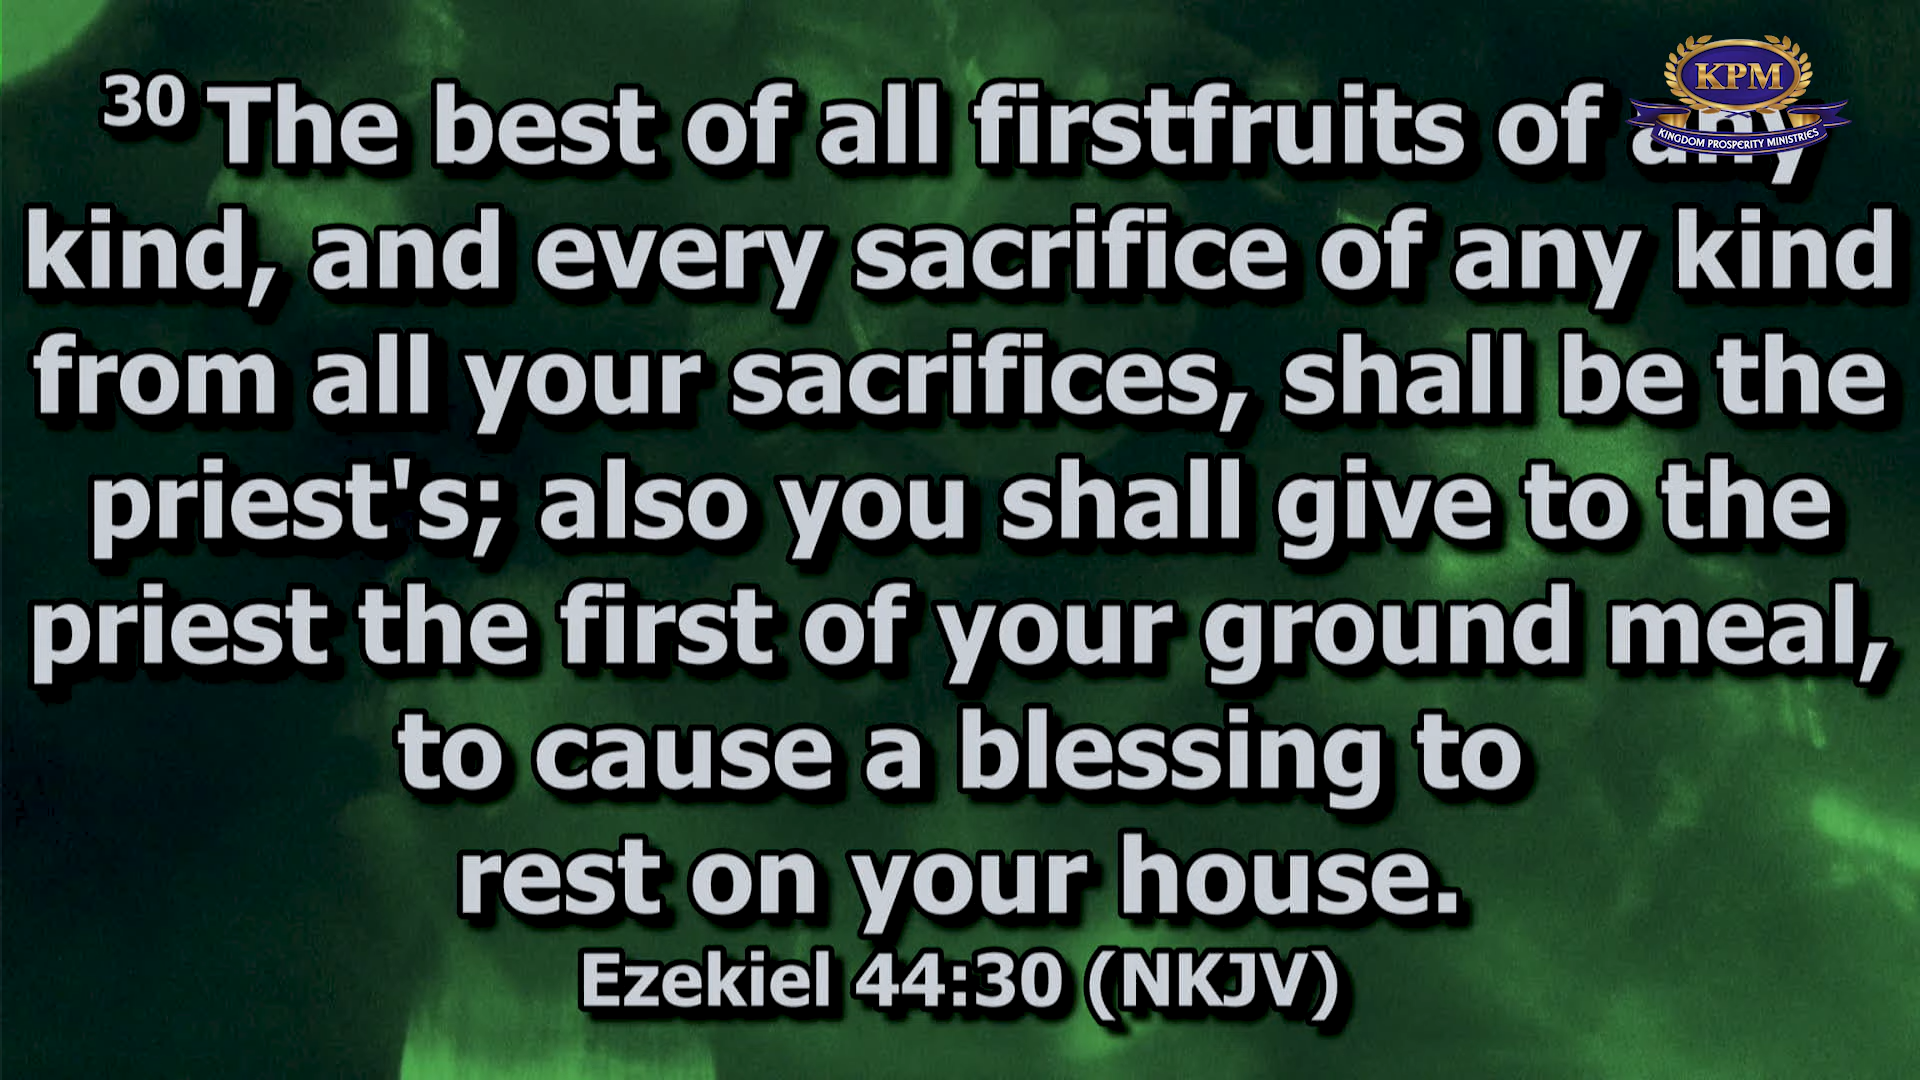 30 The best of all firstfruits of any
kind, and every sacrifice of any kind
from all your sacrifices, shall be the
priest's; also you shall give to the
priest the first of your ground meal,
to cause a blessing to
rest on your house.
Ezekiel 44:30 (NKJV)
KPM
KINGDOM PROSPERITY MINISTRIES